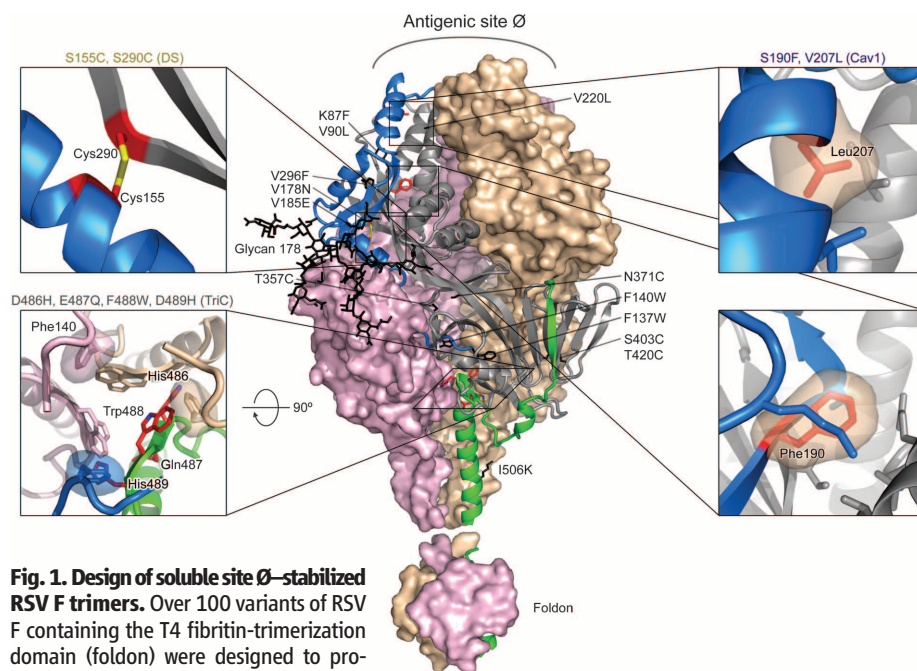 Antigenic site Ø
S155C, S290C (DS)
Cys290
Cys155
K87F
V90L
V220L
V296F
V178N
V185E
Glycan 178
T357C
N371C
F140W
F137W
S403C
T420C
I506K
Foldon
S190F, V207L (Cav1)
Leu207
Phe190
D486H, E487Q, F488W, D489H (TriC)
Phe140
His486
Trp488
Gln487
His489
90º
Fig. 1. Design of soluble site Ø–stabilized
RSV F trimers. Over 100 variants of RSV
F containing the T4 fibritin-trimerization
domain (foldon) were designed to pro-